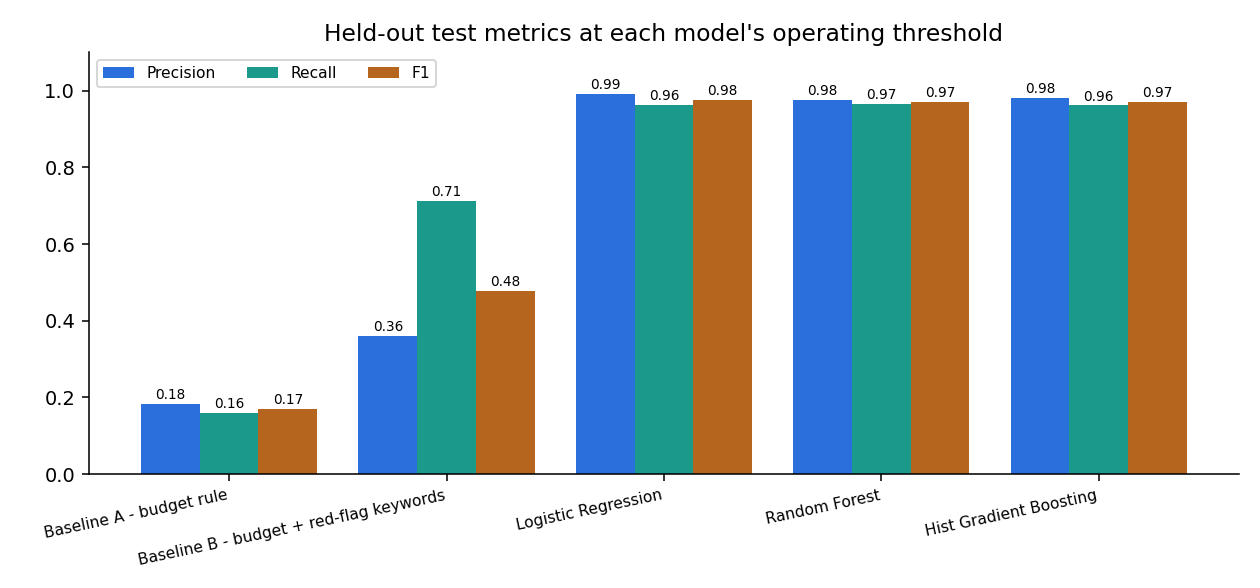 Held-out test metrics at each model's operating threshold
Precision Recall F1
1.0
0.8
0.6
0.4
0.2
0.0
0.18 0.16 0.17
0.36 0.71 0.48
0.99 0.96 0.98
0.98 0.97 0.97
0.98 0.96 0.97
Baseline A - budget rule
Baseline B - budget + red-flag keywords
Logistic Regression
Random Forest
Hist Gradient Boosting